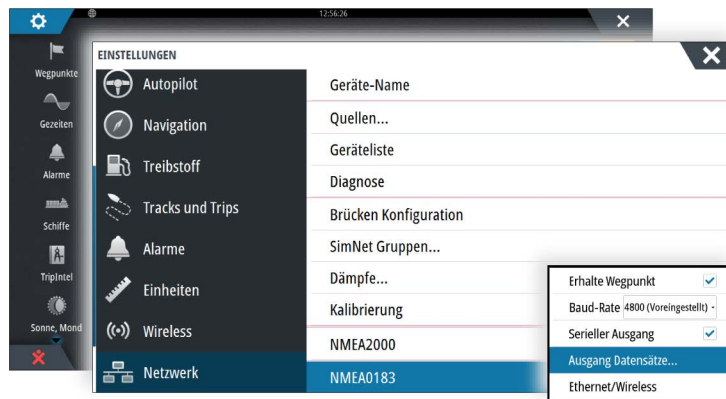 12:56:26
Wegpunkte
Gezeiten
Alarme
Schiffe
TripIntel
Sonne, Mond
EINSTELLUNGEN
Autopilot
Navigation
Treibstoff
Tracks und Trips
Alarme
Einheiten
Wireless
Netzwerk
Geräte-Name
Quellen...
Geräteliste
Diagnose
Brücken Konfiguration
SimNet Gruppen...
Dämpfe...
Kalibrierung
NMEA2000
NMEA0183
Erhalte Wegpunkt
Baud-Rate 4800 (Voreingestellt)
Serieller Ausgang
Ausgang Datensätze...
Ethernet/Wireless